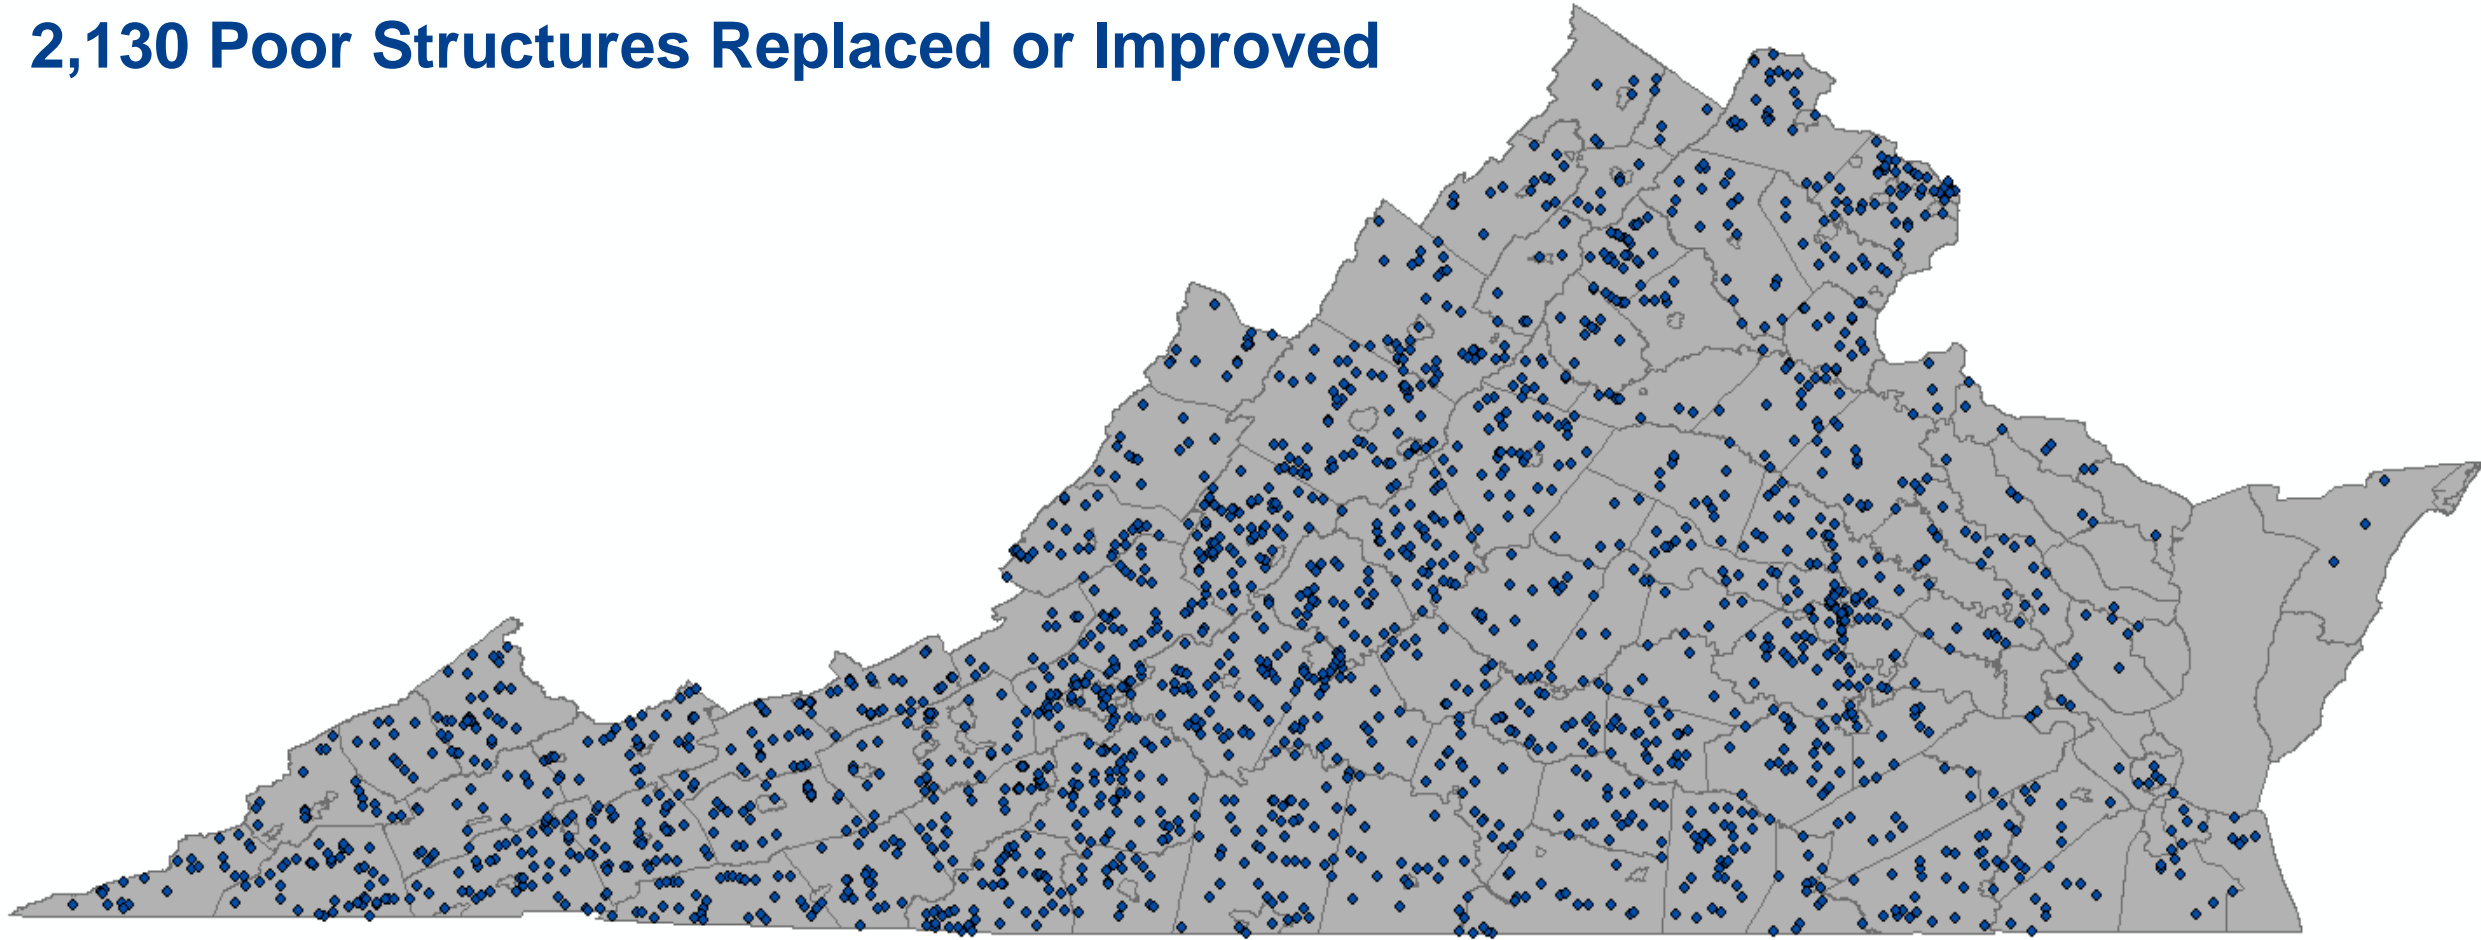 2,130 Poor Structures Replaced or Improved